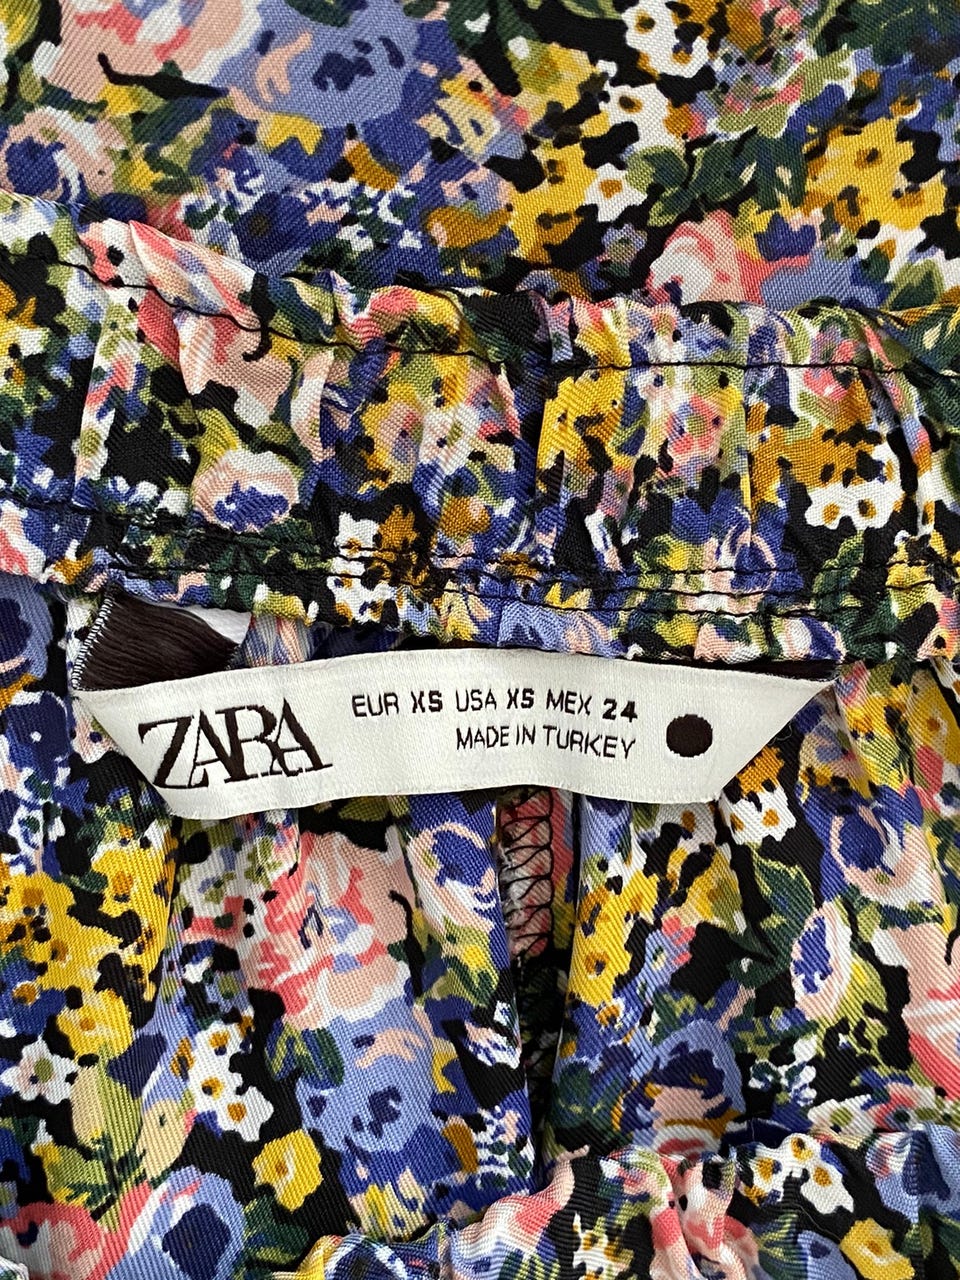 ZARA
EUR XS USA XS MEX 24
MADE IN TURKEY